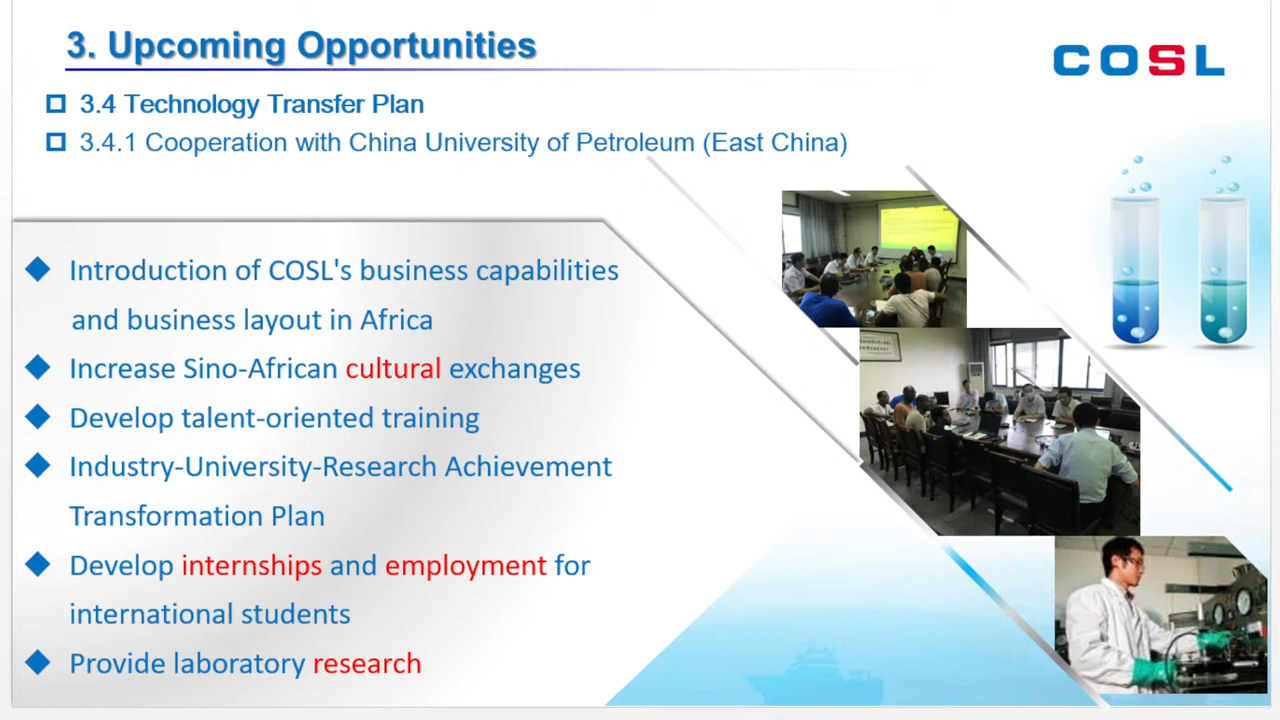 3. Upcoming Opportunities
COSL
3.4 Technology Transfer Plan
3.4.1 Cooperation with China University of Petroleum (East China)
Introduction of COSL's business capabilities
and business layout in Africa
Increase Sino-African cultural exchanges
Develop talent-oriented training
Industry-University-Research Achievement
Transformation Plan
Develop internships and employment for
international students
Provide laboratory research